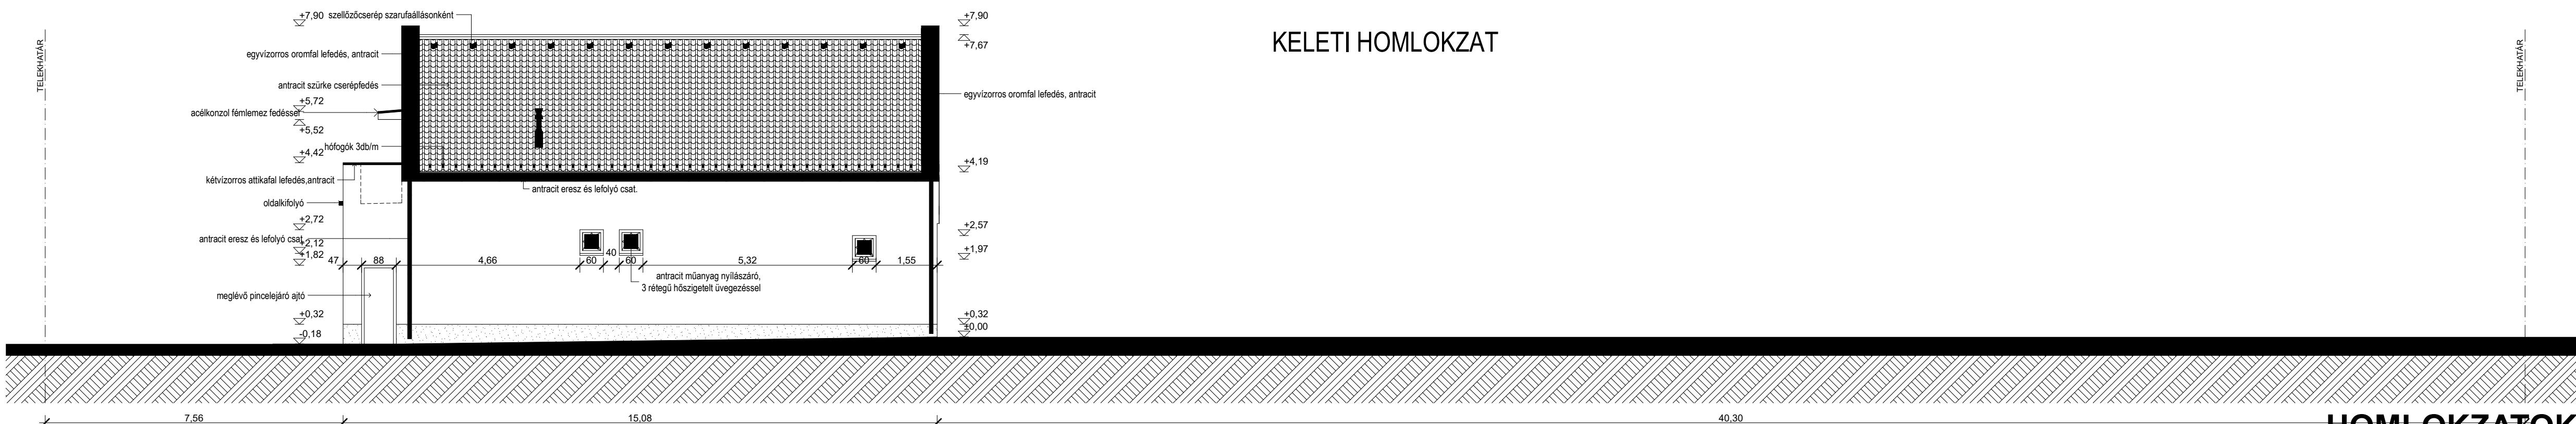 KELETI HOMLOKZAT
TELEKHATÁR
+7,90
szellőzőcserép szarufaállásonként
egyvízorros oromfal lefedés, antracit
antracit szürke cserépfedés
+5,72
acélkonzol fémlemez fedéssel
+5,52
hófogók 3db/m
+4,42
kétvízorros attikafal lefedés,antracit
oldalkifolyó
+2,72
antracit eresz és lefolyó csat.
+2,12
+1,82
meglévő pincelejáró ajtó
+0,32
-0,18
antracit eresz és lefolyó csat.
47
88
4,66
60
40
60
5,32
60
1,55
antracit műanyag nyílászáró,
3 rétegű hőszigetelt üvegezéssel
+7,90
+7,67
egyvízorros oromfal lefedés, antracit
+4,19
+2,57
+1,97
+0,32
±0,00
TELEKHATÁR
7,56
15,08
40,30
HOMLOKZATOK